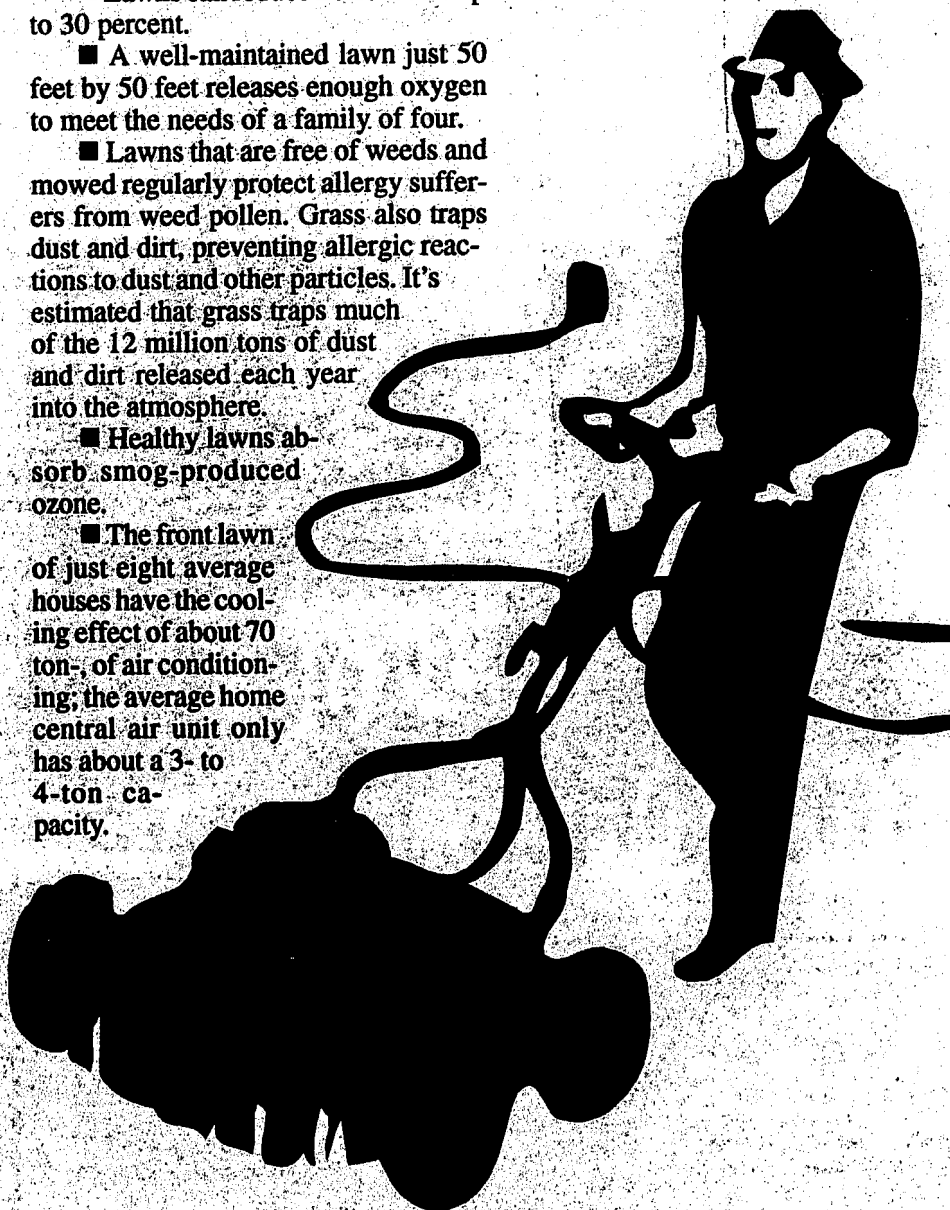 to 30 percent.
■ A well-maintained lawn just 50
feet by 50 feet releases enough oxygen
to meet the needs of a family of four.
■ Lawns that are free of weeds and
mowed regularly protect allergy suffer-
ers from weed pollen. Grass also traps
dust and dirt, preventing allergic reac-
tions to dust and other particles. It's
estimated that grass traps much
of the 12 million tons of dust
and dirt released each year
into the atmosphere.
■ Healthy lawns ab-
sorb smog-produced
ozone.
■ The front lawn
of just eight average
houses have the cool-
ing effect of about 70
ton-, of air condition-
ing; the average home
central air unit only
has about a 3- to
4-ton ca-
pacity.